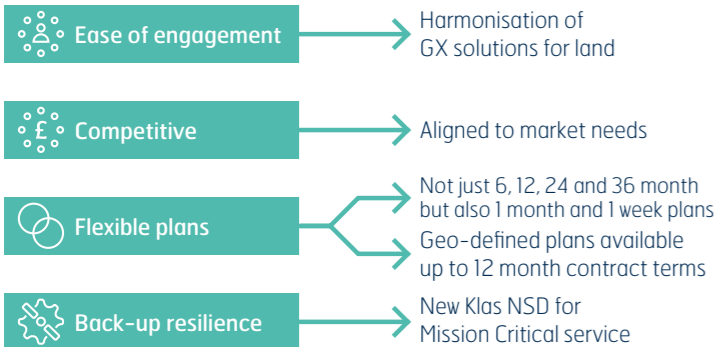 Ease of engagement
Harmonisation of
GX solutions for land
£
Competitive
Aligned to market needs
Flexible plans
Not just 6, 12, 24 and 36 month
but also 1 month and 1 week plans
Geo-defined plans available
up to 12 month contract terms
Back-up resilience
New Klas NSD for
Mission Critical service